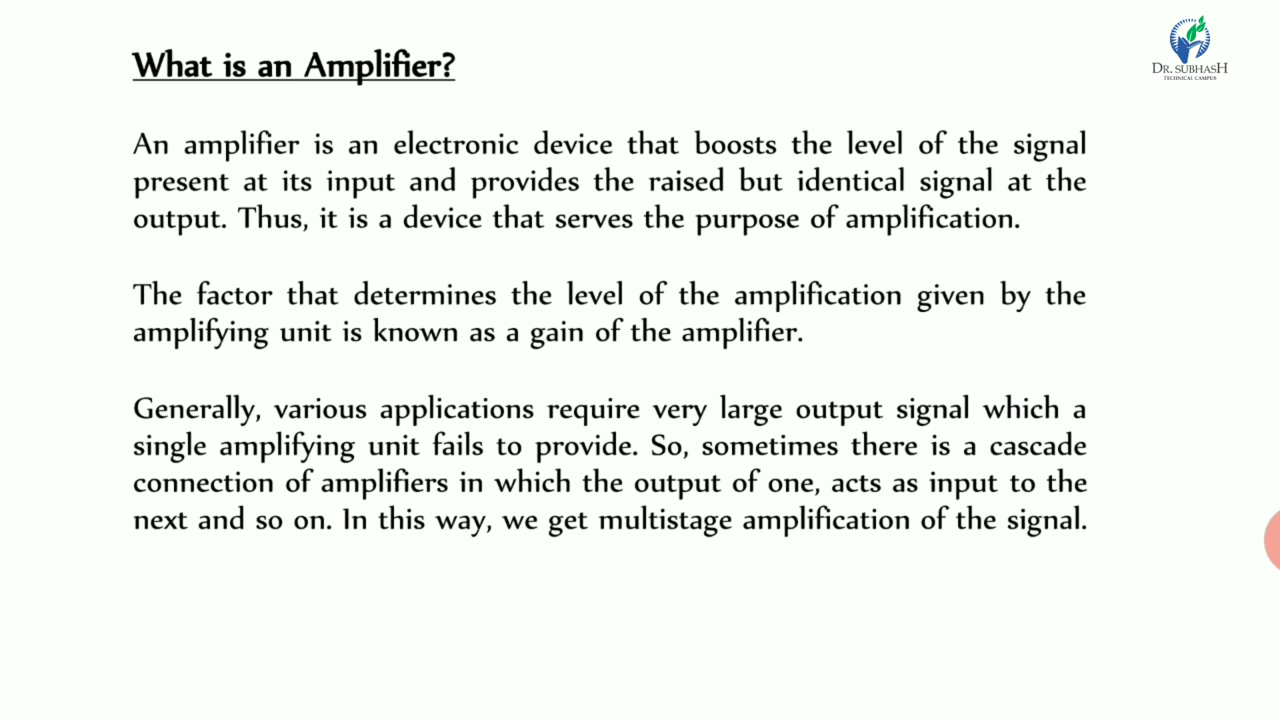 What is an Amplifier?
DR. SUBHASH
TECHNICAL CAMPUS
An amplifier is an electronic device that boosts the level of the signal
present at its input and provides the raised but identical signal at the
output. Thus, it is a device that serves the purpose of amplification.
The factor that determines the level of the amplification given by the
amplifying unit is known as a gain of the amplifier.
Generally, various applications require very large output signal which a
single amplifying unit fails to provide. So, sometimes there is a cascade
connection of amplifiers in which the output of one, acts as input to the
next and so on. In this way, we get multistage amplification of the signal.